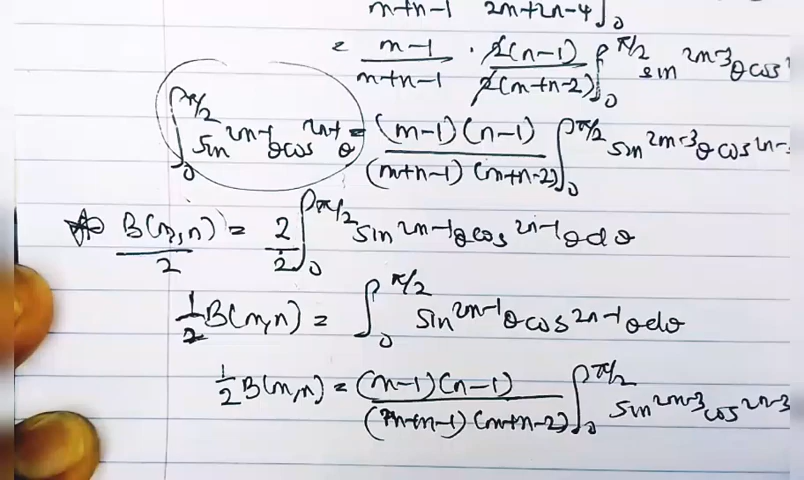 m+n-1 2m+2n-4]₀
= (m-1)/(m+n-1) · 2(n-1)/2(m+n-2) ∫₀^π/2 sin^2m-3 θ cos
∫₀^π/2 sin^2m-1 θ cos^2n-1 θ = (m-1)(n-1)/(m+n-1)(m+n-2) ∫₀^π/2 sin^2m-3 θ cos^2n-
B(m,n)/2 = 2/2 ∫₀^π/2 sin^2m-1 θ cos^2n-1 θ dθ
1/2 B(m,n) = ∫₀^π/2 sin^2m-1 θ cos^2n-1 θ dθ
1/2 B(m,n) = (m-1)(n-1)/(m+n-1)(m+n-2) ∫₀^π/2 sin^2m-3 cos^2n-3